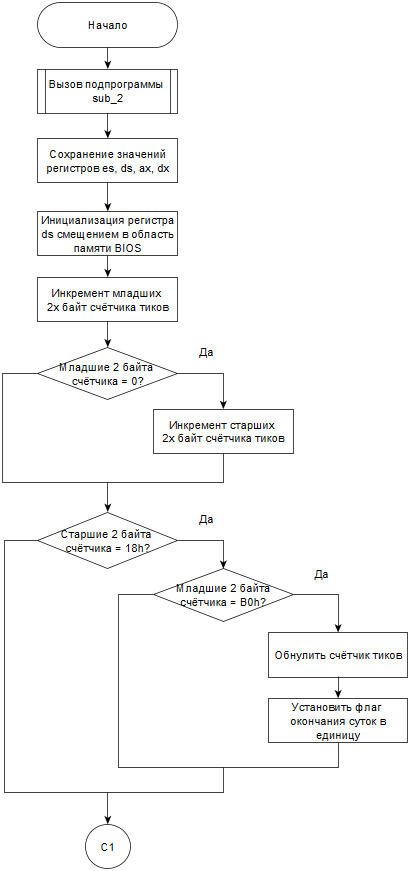 Начало
Вызов подпрограммы
sub_2
Сохранение значений
регистров es, ds, ax, dx
Инициализация регистра
ds смещением в область
памяти BIOS
Инкремент младших
2х байт счётчика тиков
Да
Младшие 2 байта
счётчика = 0?
Инкремент старших
2х байт счётчика тиков
Да
Старшие 2 байта
счётчика = 18h?
Да
Младшие 2 байта
счётчика = B0h?
Обнулить счётчик тиков
Установить флаг
окончания суток в
единицу
C1